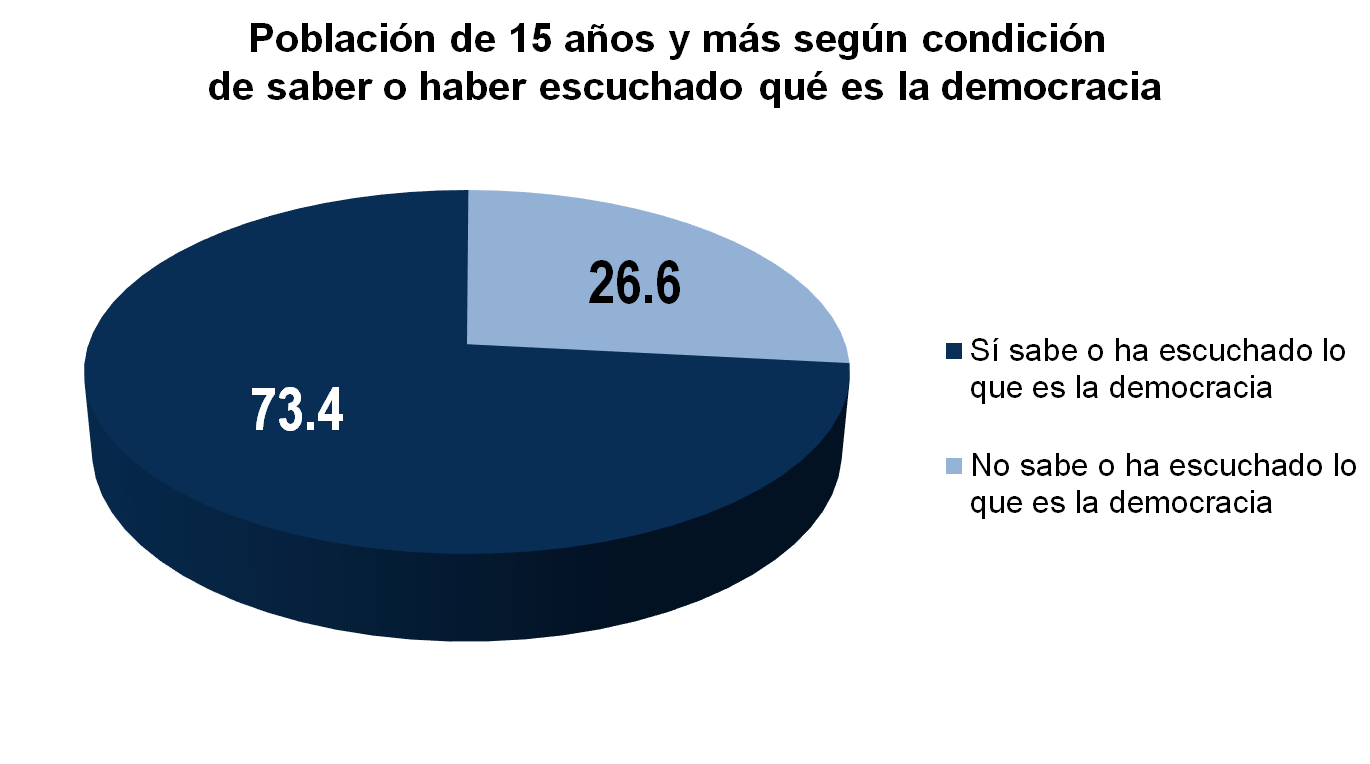 Población de 15 años y más según condición
de saber o haber escuchado qué es la democracia
26.6
73.4
Sí sabe o ha escuchado lo
que es la democracia
No sabe o ha escuchado lo
que es la democracia